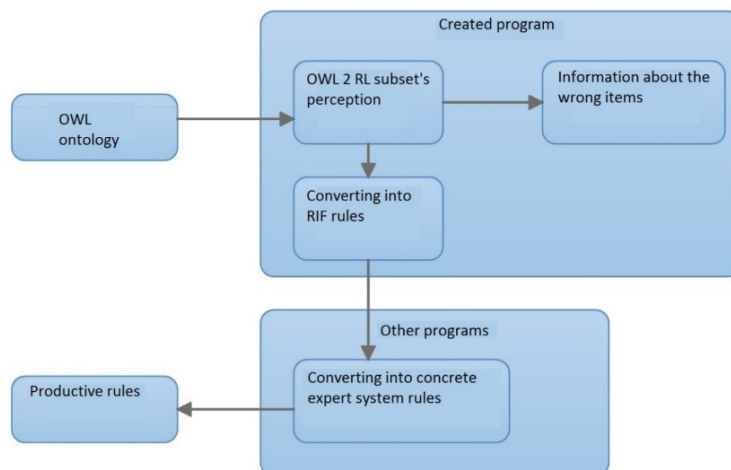 Created program
OWL 2 RL subset's
perception
Information about the
wrong items
OWL
ontology
Converting into
RIF rules
Other programs
Converting into concrete
expert system rules
Productive rules